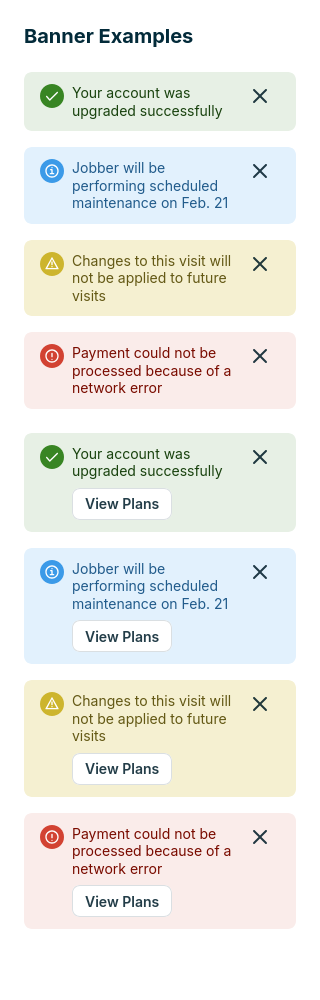 Banner Examples
Your account was
upgraded successfully
Jobber will be
performing scheduled
maintenance on Feb. 21
Changes to this visit will
not be applied to future
visits
Payment could not be
processed because of a
network error
Your account was
upgraded successfully
View Plans
Jobber will be
performing scheduled
maintenance on Feb. 21
View Plans
Changes to this visit will
not be applied to future
visits
View Plans
Payment could not be
processed because of a
network error
View Plans